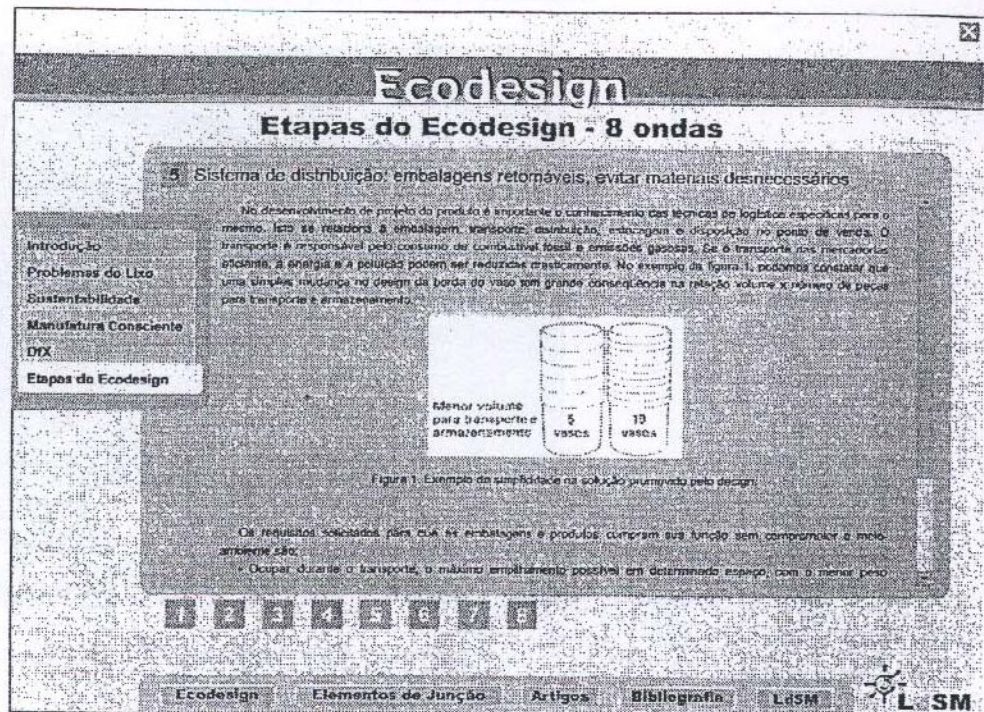 Ecodesign
Etapas do Ecodesign - 8 ondas
5 Sistema de distribuição: embalagens retornáveis, evitar materiais desnecessários
No desenvolvimento de projeto do produto é importante o conhecimento das técnicas de logística específicas para o
mesmo. Isto se relaciona a embalagem, transporte, distribuição, estocagem e disposição no ponto de venda. O
transporte é responsável pelo consumo de combustível fóssil e emissões gasosas. Se o transporte das mercadorias
eficiente, a energia e a poluição podem ser reduzidas drasticamente. No exemplo da figura 1, podemos constatar que
uma simples mudança no design da borda do vaso tem grande conseqüência na relação volume x número de peças
para transporte e armazenamento.
Introdução
Problemas do Lixo
Sustentabilidade
Manufatura Consciente
DfX
Etapas do Ecodesign
Menor volume
para transporte e
armazenamento
5
vasos
vasos
Figura 1. Exemplo de simplicidade na solução promovida pelo design.
Os requisitos solicitados para que as embalagens e produtos cumpram sua função sem comprometer o meio-
ambiente são:
• Ocupar durante o transporte, o máximo empilhamento possível em determinado espaço, com o menor peso
1 2 3 4 5 6 7 8
Ecodesign Elementos de Junção Artigos Bibliografia LdSM
L SM